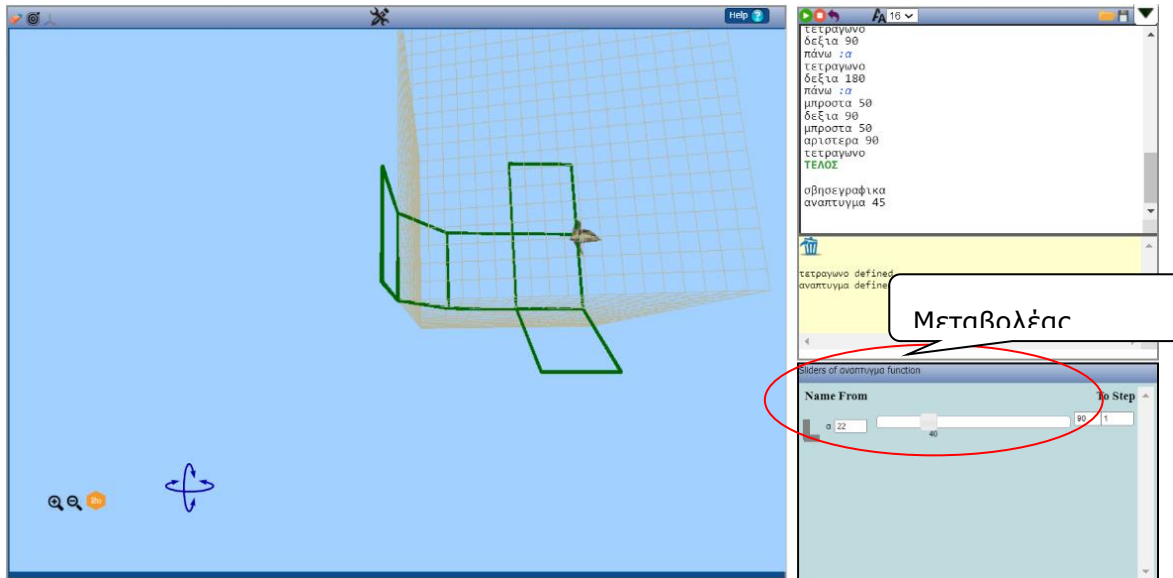 Help ?
A A 16
τετραγωνο
δεξια 90
πάνω :α
τετραγωνο
δεξια 180
πάνω :α
μπροστα 50
δεξια 90
μπροστα 50
αριστερα 90
τετραγωνο
ΤΕΛΟΣ
σβησεγραφικα
αναπτυγμα 45
τετραγωνο defined
αναπτυγμα define
Μεταβολέας
Sliders of αναπτυγμα function
Name From To Step
α 22 90 1
40